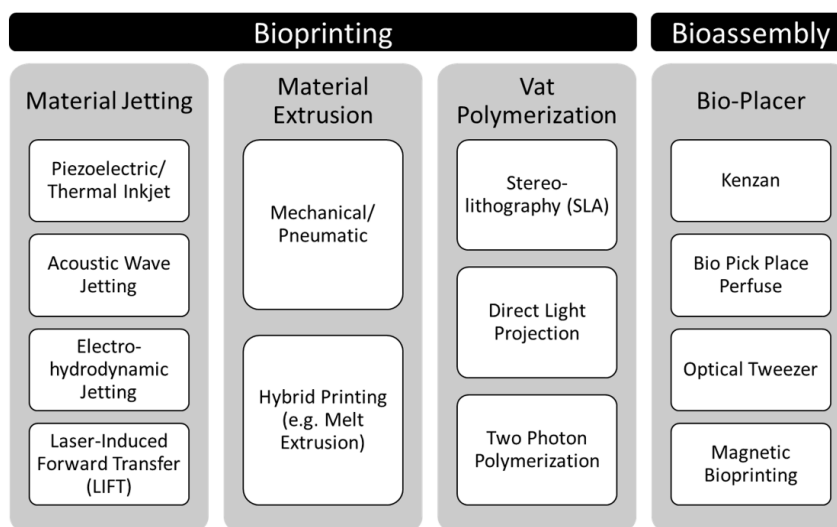 Bioprinting
Bioassembly
Material Jetting
Piezoelectric/
Thermal Inkjet
Acoustic Wave
Jetting
Electro-
hydrodynamic
Jetting
Laser-Induced
Forward Transfer
(LIFT)
Material
Extrusion
Mechanical/
Pneumatic
Hybrid Printing
(e.g. Melt
Extrusion)
Vat
Polymerization
Stereo-
lithography (SLA)
Direct Light
Projection
Two Photon
Polymerization
Bio-Placer
Kenzan
Bio Pick Place
Perfuse
Optical Tweezer
Magnetic
Bioprinting